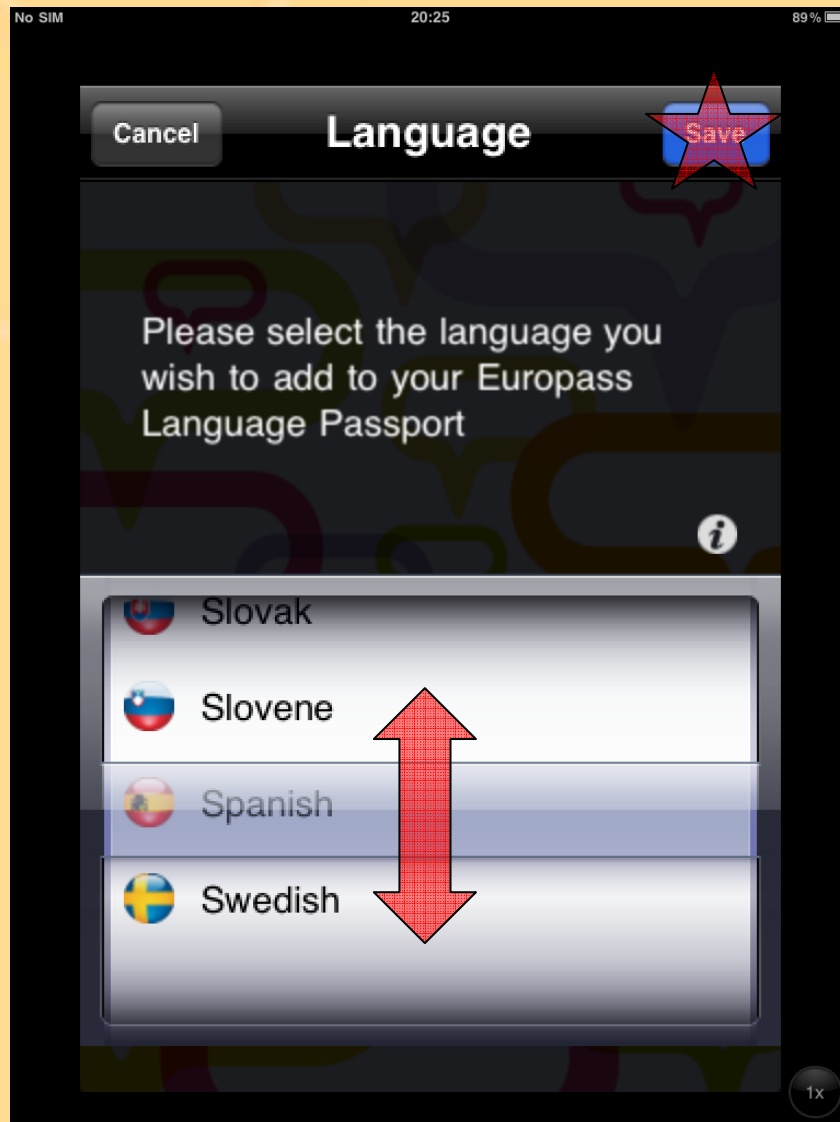 No SIM 20:25 89%
Cancel Language Save
Please select the language you
wish to add to your Europass
Language Passport
i
Slovak
Slovene
Spanish
Swedish
1x